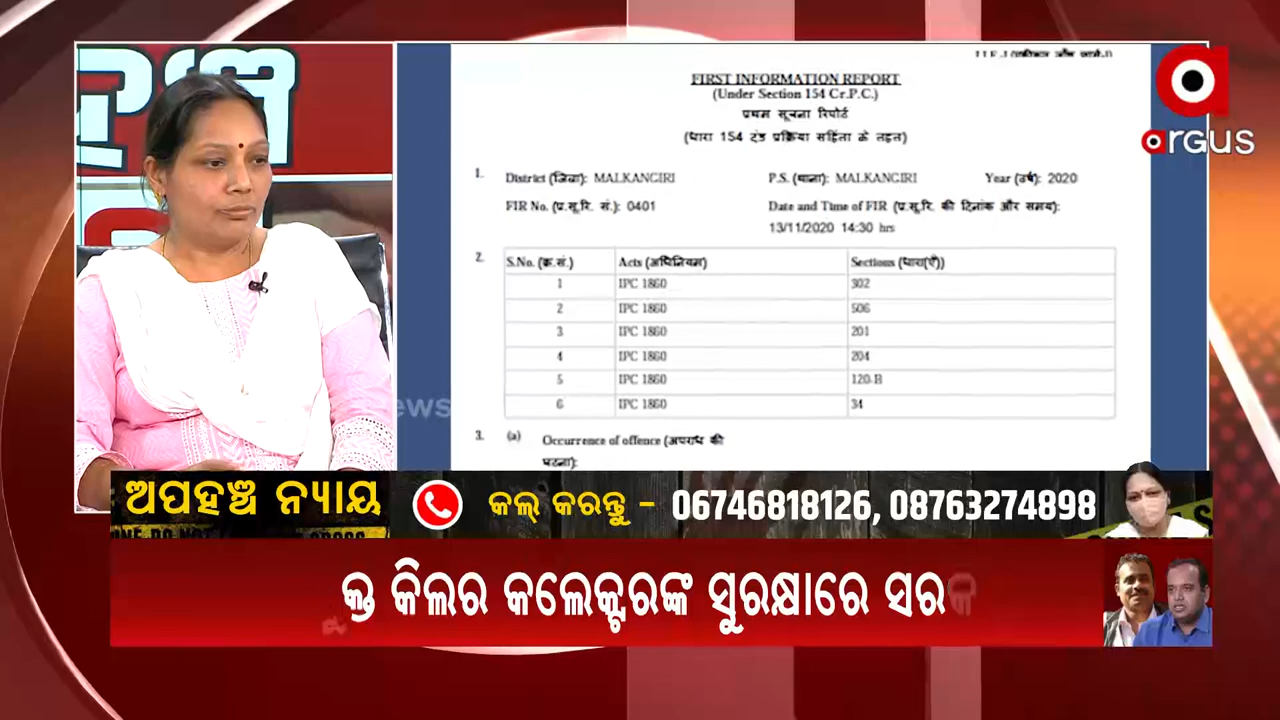 FIRST INFORMATION REPORT
(Under Section 154 Cr.P.C.)
प्रथम सूचना रिपोर्ट
(धारा 154 दंड प्रक्रिया संहिता के तहत)
argus
1. District (जिला): MALKANGIRI P.S. (थाना): MALKANGIRI Year (वर्ष): 2020
FIR No. (प्र.सू.रि. सं.): 0401 Date and Time of FIR (प्र.सू.रि. की दिनांक और समय):
13/11/2020 14:30 hrs
2. S.No. (क्र.सं.) Acts (अधिनियम) Sections (धारा(एँ))
1 IPC 1860 302
2 IPC 1860 506
3 IPC 1860 201
4 IPC 1860 204
5 IPC 1860 120-B
6 IPC 1860 34
3. (a) Occurrence of offence (अपराध की
घटना):
ews
ଅପହଞ୍ଚ ନ୍ୟାୟ
କଲ୍ କରନ୍ତୁ - 06746818126, 08763274898
କିଲର କଲେକ୍ଟରଙ୍କ ସୁରକ୍ଷାରେ ସରକ